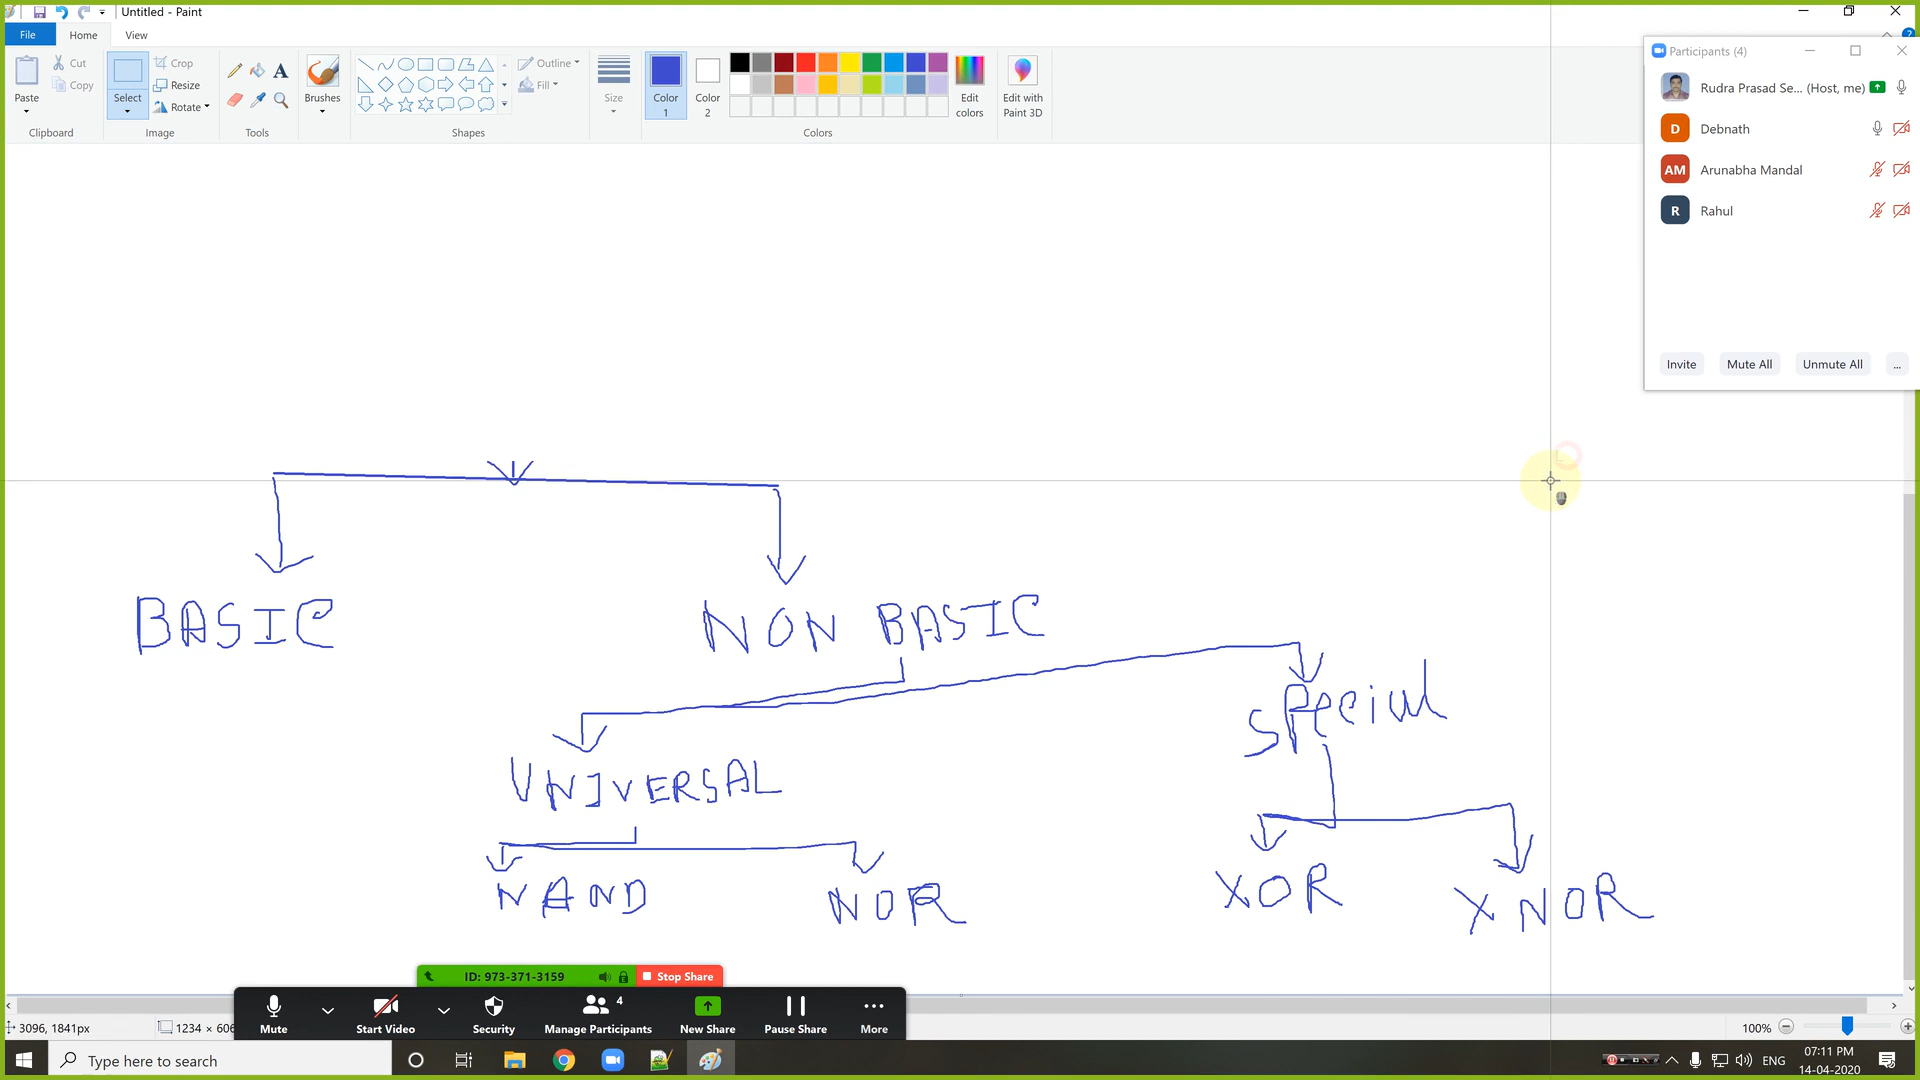 Untitled - Paint
File Home View
Paste
Cut
Copy
Clipboard
Select
Crop
Resize
Rotate
Image
Tools
Brushes
Shapes
Outline
Fill
Size
Color 1
Color 2
Colors
Edit colors
Edit with Paint 3D
Participants (4)
Rudra Prasad Se... (Host, me)
D Debnath
AM Arunabha Mandal
R Rahul
Invite Mute All Unmute All ...
BASIC
NON BASIC
UNIVERSAL
Special
NAND
NOR
XOR
XNOR
ID: 973-371-3159 Stop Share
Mute
Start Video
Security
4
Manage Participants
New Share
Pause Share
More
3096, 1841px
1234 × 606
100%
Type here to search
ENG
07:11 PM
14-04-2020